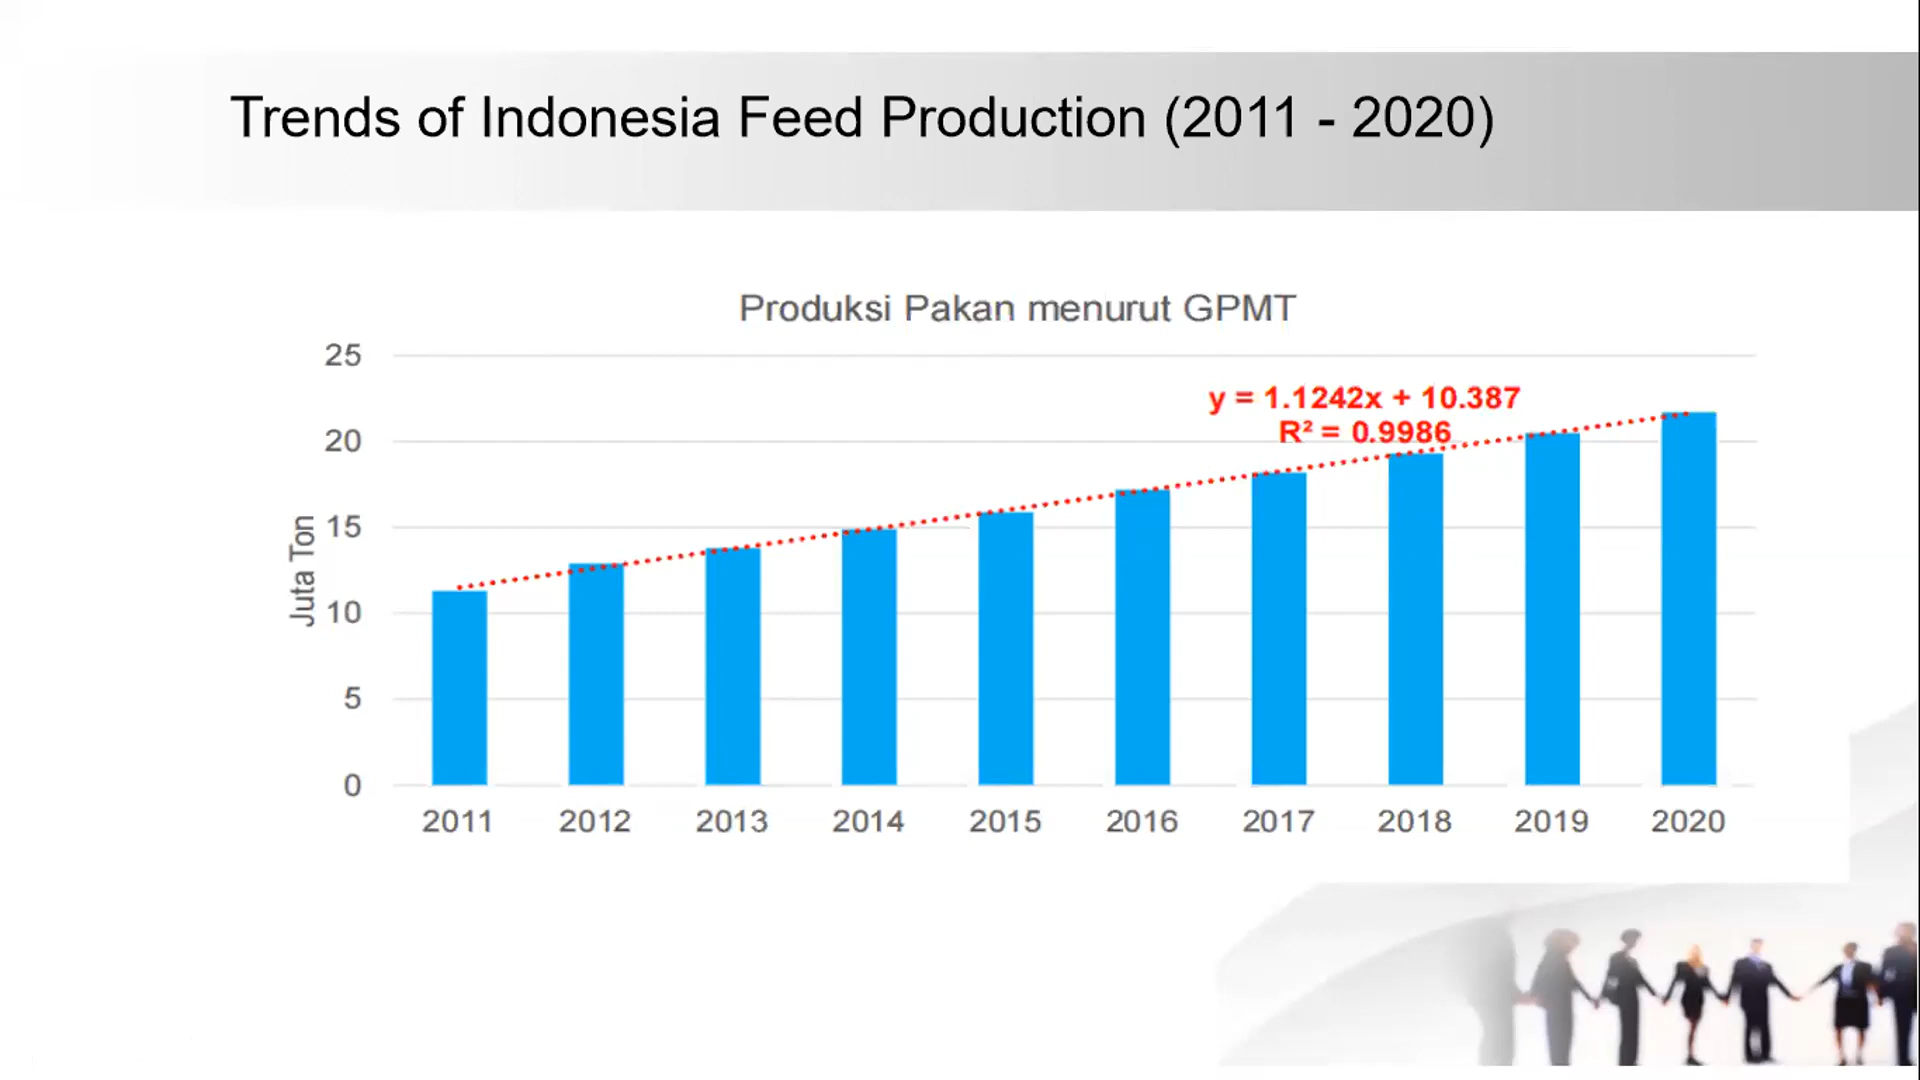 Trends of Indonesia Feed Production (2011 - 2020)
Produksi Pakan menurut GPMT
25
y = 1.1242x + 10.387
R² = 0.9986
20
15
Juta Ton
10
5
0
2011 2012 2013 2014 2015 2016 2017 2018 2019 2020